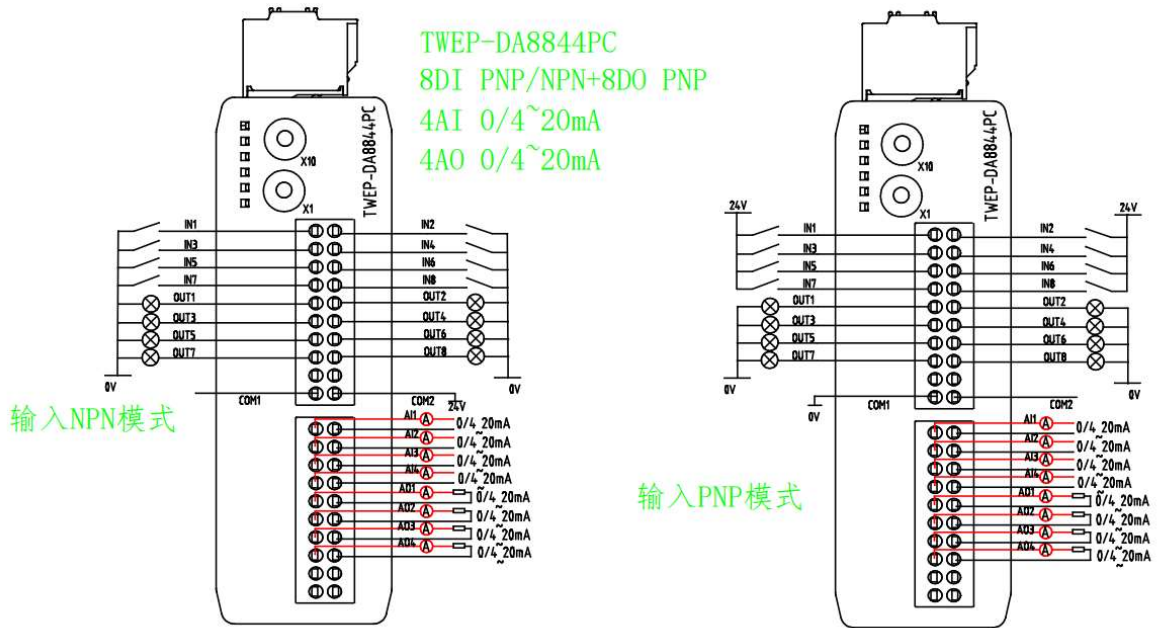 TWEP-DA8844PC
8DI PNP/NPN+8DO PNP
4AI 0/4~20mA
4AO 0/4~20mA
TWEP-DA8844PC
X10
X1
IN1
IN2
IN3
IN4
IN5
IN6
IN7
IN8
OUT1
OUT2
OUT3
OUT4
OUT5
OUT6
OUT7
OUT8
0V
0V
COM1
COM2
24V
输入NPN模式
AI1
0/4~20mA
AI2
0/4~20mA
AI3
0/4~20mA
AI4
0/4~20mA
AO1
0/4~20mA
AO2
0/4~20mA
AO3
0/4~20mA
AO4
0/4~20mA
TWEP-DA8844PC
X10
X1
24V
24V
IN1
IN2
IN3
IN4
IN5
IN6
IN7
IN8
OUT1
OUT2
OUT3
OUT4
OUT5
OUT6
OUT7
OUT8
0V
0V
0V
COM1
COM2
输入PNP模式
AI1
0/4~20mA
AI2
0/4~20mA
AI3
0/4~20mA
AI4
0/4~20mA
AO1
0/4~20mA
AO2
0/4~20mA
AO3
0/4~20mA
AO4
0/4~20mA